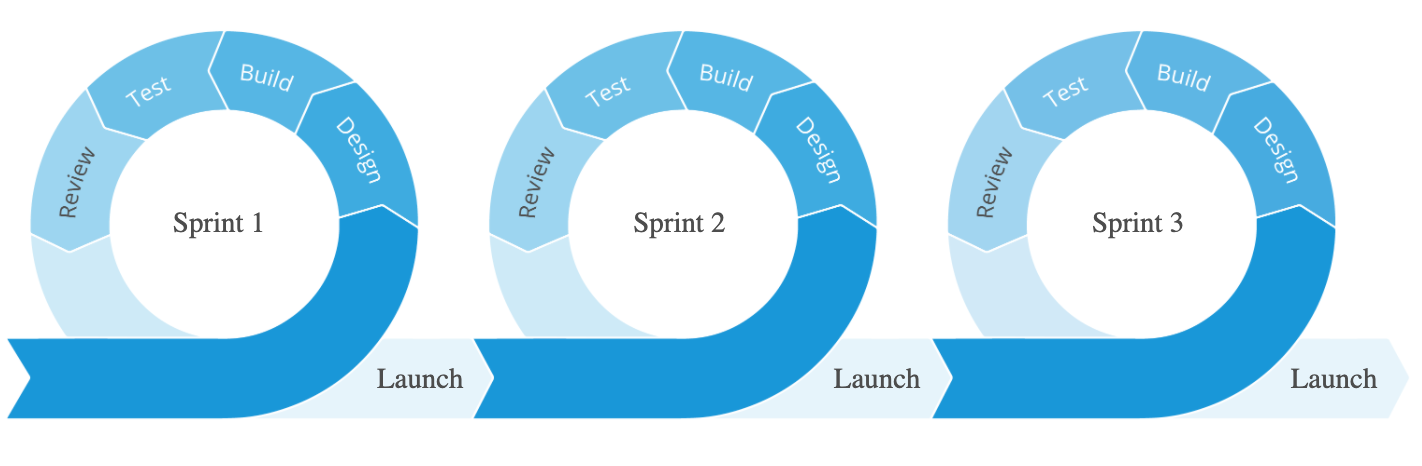 Design
Build
Test
Review
Sprint 1
Launch
Design
Build
Test
Review
Sprint 2
Launch
Design
Build
Test
Review
Sprint 3
Launch